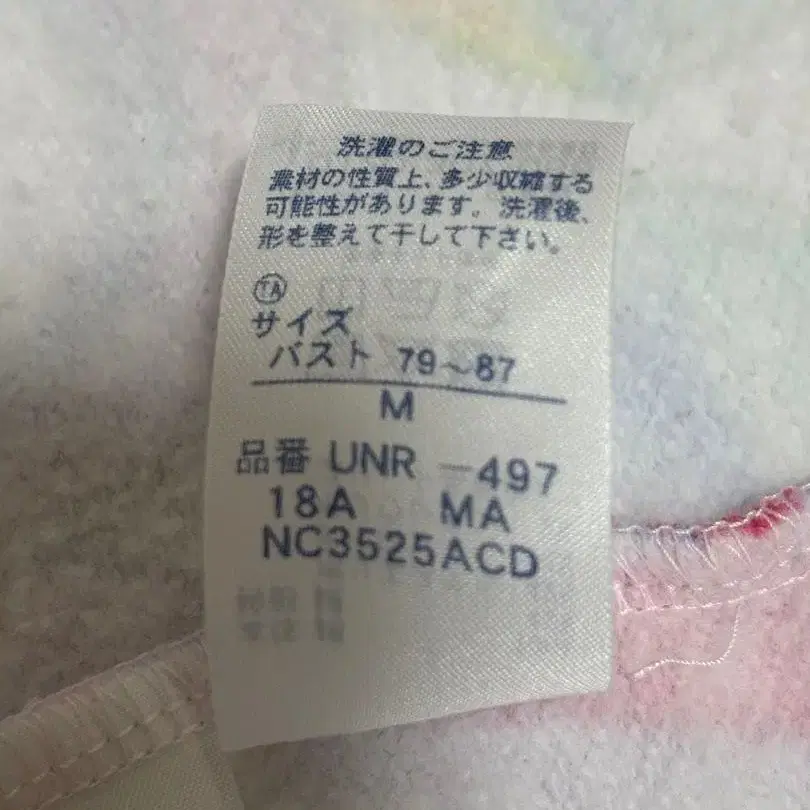 洗濯のご注意
素材の性質上、多少収縮する
可能性があります。洗濯後、
形を整えて干して下さい。
TA
サイズ
バスト 79～87
M
品番 UNR -497
18A MA
NC3525ACD